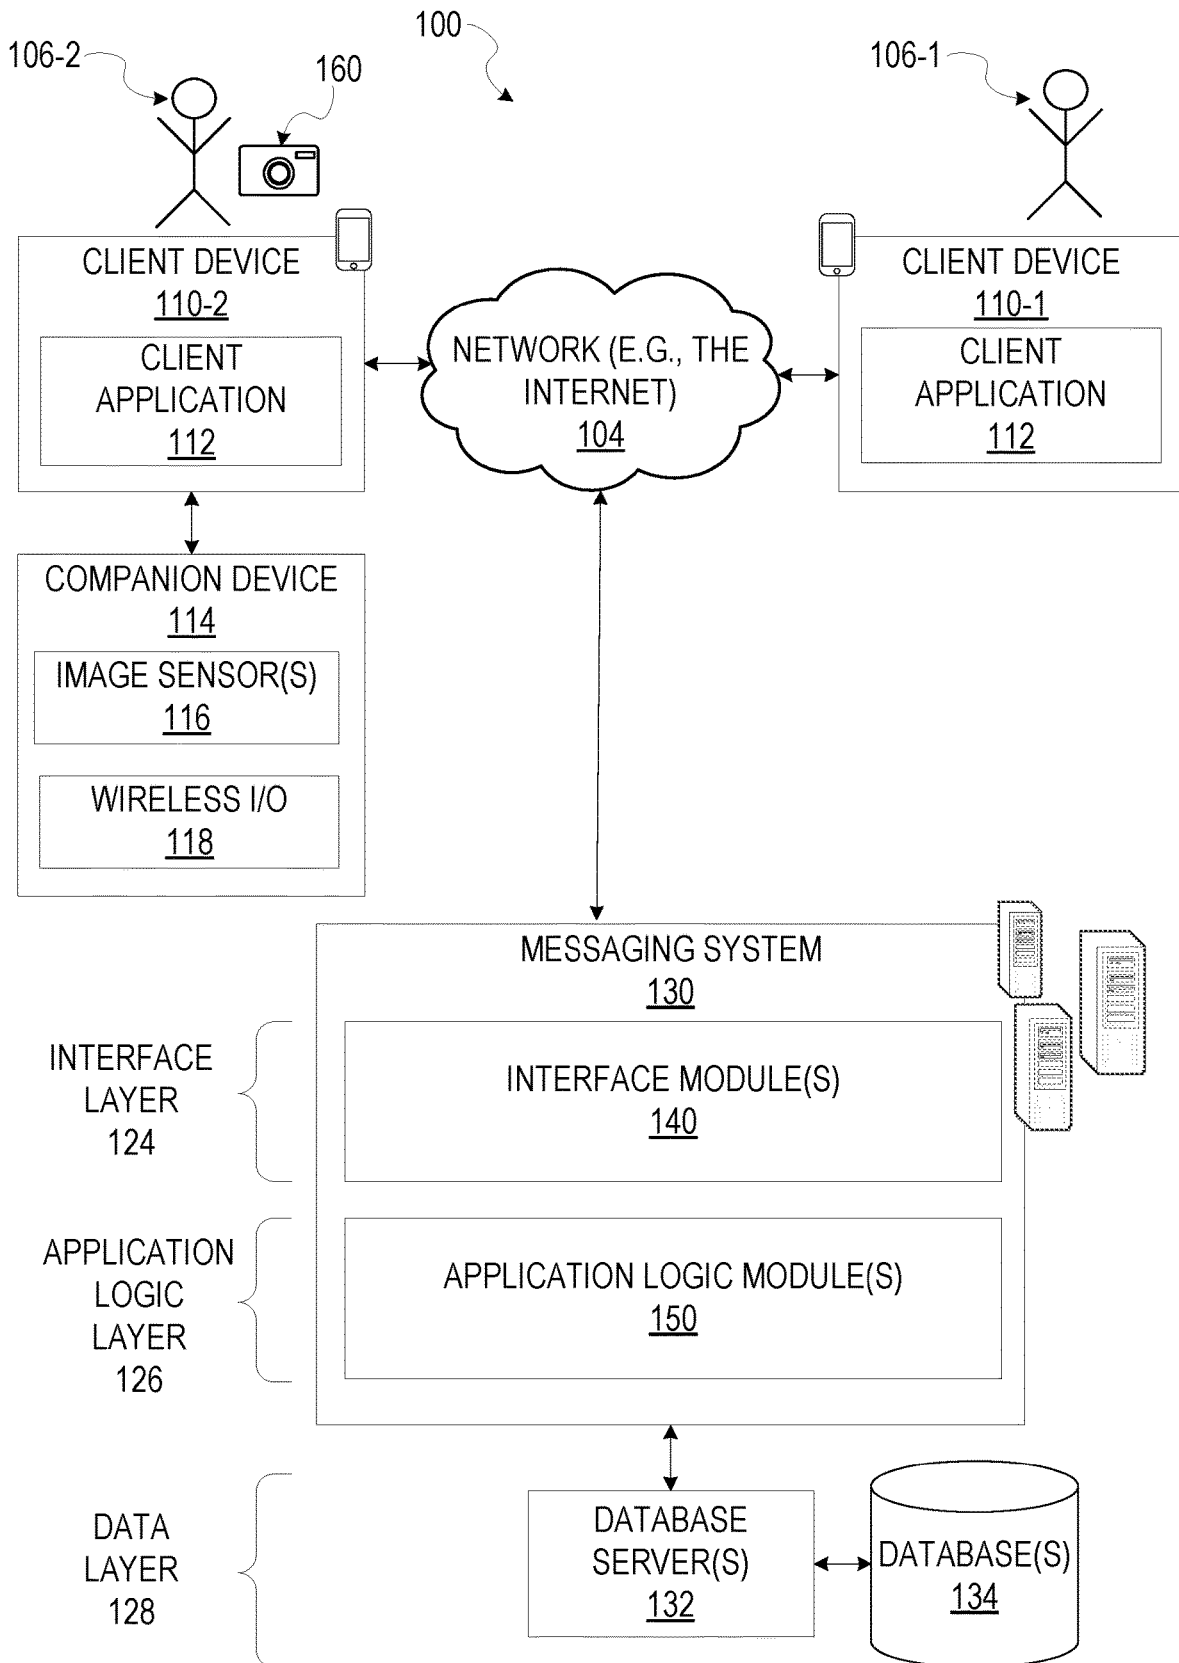 100
106-2
160
106-1
CLIENT DEVICE
110-2
CLIENT
APPLICATION
112
NETWORK (E.G., THE
INTERNET)
104
CLIENT DEVICE
110-1
CLIENT
APPLICATION
112
COMPANION DEVICE
114
IMAGE SENSOR(S)
116
WIRELESS I/O
118
MESSAGING SYSTEM
130
INTERFACE
LAYER
124
INTERFACE MODULE(S)
140
APPLICATION
LOGIC
LAYER
126
APPLICATION LOGIC MODULE(S)
150
DATA
LAYER
128
DATABASE
SERVER(S)
132
DATABASE(S)
134